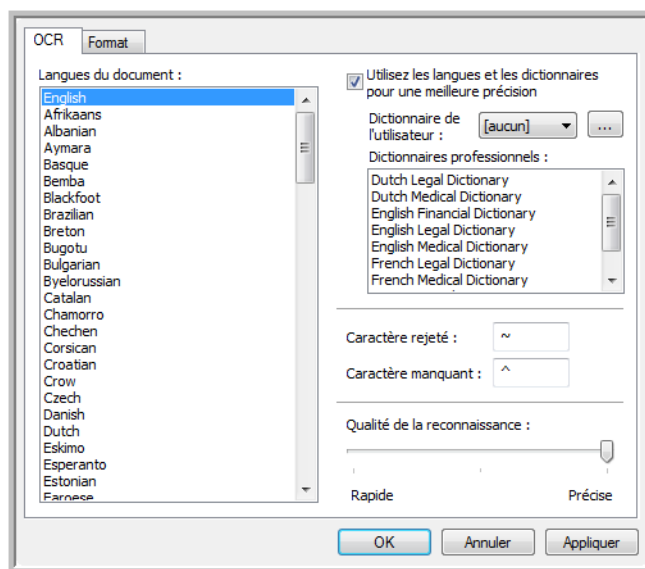 OCR
Format
Langues du document :
English
Afrikaans
Albanian
Aymara
Basque
Bemba
Blackfoot
Brazilian
Breton
Bugotu
Bulgarian
Byelorussian
Catalan
Chamorro
Chechen
Corsican
Croatian
Crow
Czech
Danish
Dutch
Eskimo
Esperanto
Estonian
Faroese
Utilisez les langues et les dictionnaires
pour une meilleure précision
Dictionnaire de
l'utilisateur :
[aucun]
...
Dictionnaires professionnels :
Dutch Legal Dictionary
Dutch Medical Dictionary
English Financial Dictionary
English Legal Dictionary
English Medical Dictionary
French Legal Dictionary
French Medical Dictionary
Caractère rejeté :
~
Caractère manquant :
^
Qualité de la reconnaissance :
Rapide
Précise
OK
Annuler
Appliquer